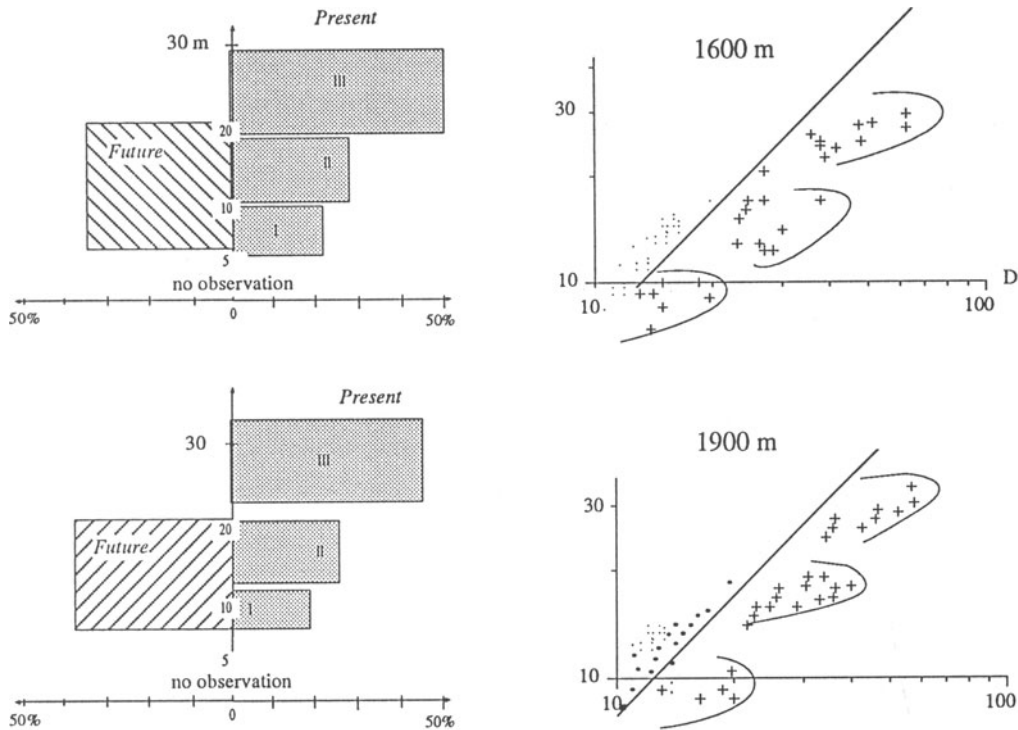 Present
30 m
III
20
Future
II
10
I
5
no observation
50%
0
50%
1600 m
30
10
10
D
100
Present
30
III
20
Future
II
10
I
5
no observation
50%
0
50%
1900 m
30
10
10
100